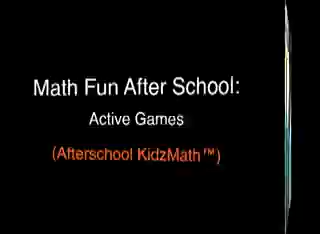 Math Fun After School:
Active Games
(Afterschool KidzMath™)